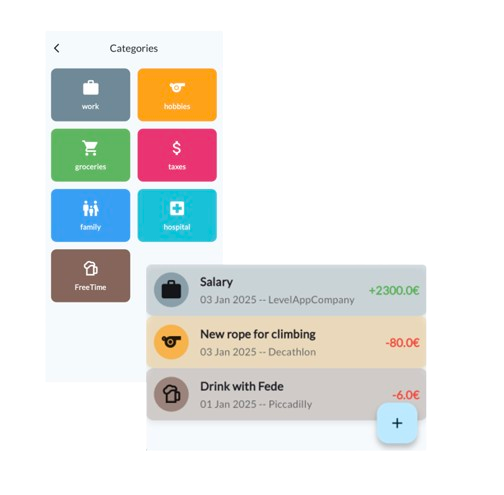 Categories
work
hobbies
groceries
taxes
family
hospital
FreeTime
Salary
+2300.0€
03 Jan 2025 -- LevelAppCompany
New rope for climbing
-80.0€
03 Jan 2025 -- Decathlon
Drink with Fede
-6.0€
01 Jan 2025 -- Piccadilly
+